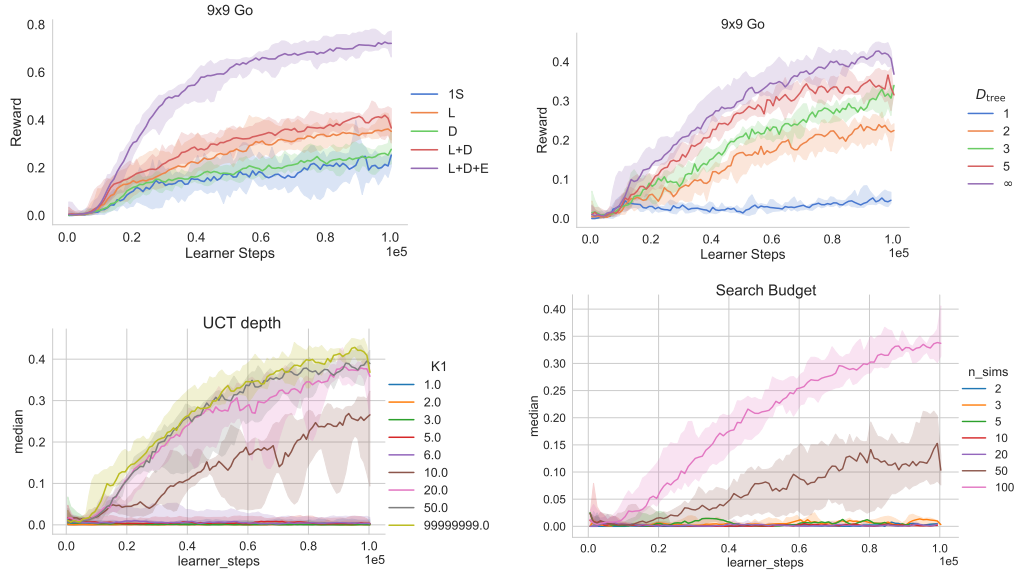 9x9 Go
Reward
0.8
0.6
0.4
0.2
0.0
0.0 0.2 0.4 0.6 0.8 1.0
1e5
Learner Steps
1S
L
D
L+D
L+D+E
9x9 Go
Reward
0.4
0.3
0.2
0.1
0.0
0.0 0.2 0.4 0.6 0.8 1.0
1e5
Learner Steps
D_tree
1
2
3
5
∞
UCT depth
median
0.4
0.3
0.2
0.1
0.0
0.0 0.2 0.4 0.6 0.8 1.0
1e5
learner_steps
K1
1.0
2.0
3.0
5.0
6.0
10.0
20.0
50.0
99999999.0
Search Budget
median
0.40
0.35
0.30
0.25
0.20
0.15
0.10
0.05
0.00
0.0 0.2 0.4 0.6 0.8 1.0
1e5
learner_steps
n_sims
2
3
5
10
20
50
100